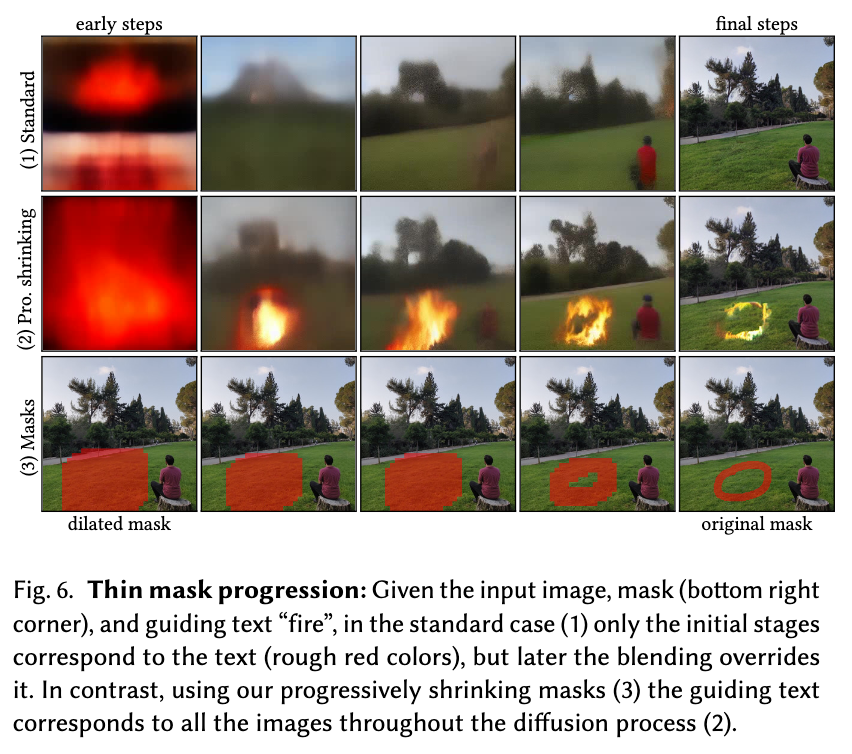 early steps
final steps
(1) Standard
(2) Pro. shrinking
(3) Masks
dilated mask
original mask
Fig. 6. Thin mask progression: Given the input image, mask (bottom right
corner), and guiding text “fire”, in the standard case (1) only the initial stages
correspond to the text (rough red colors), but later the blending overrides
it. In contrast, using our progressively shrinking masks (3) the guiding text
corresponds to all the images throughout the diffusion process (2).